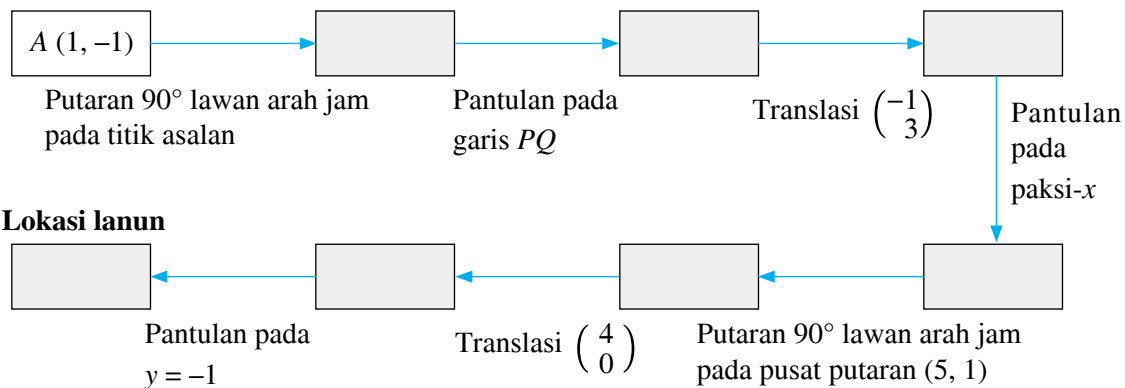 A (1, –1)
Putaran 90° lawan arah jam
pada titik asalan
Pantulan pada
garis PQ
Translasi (–1
3)
Pantulan
pada
paksi-x
Lokasi lanun
Pantulan pada
y = –1
Translasi (4
0)
Putaran 90° lawan arah jam
pada pusat putaran (5, 1)